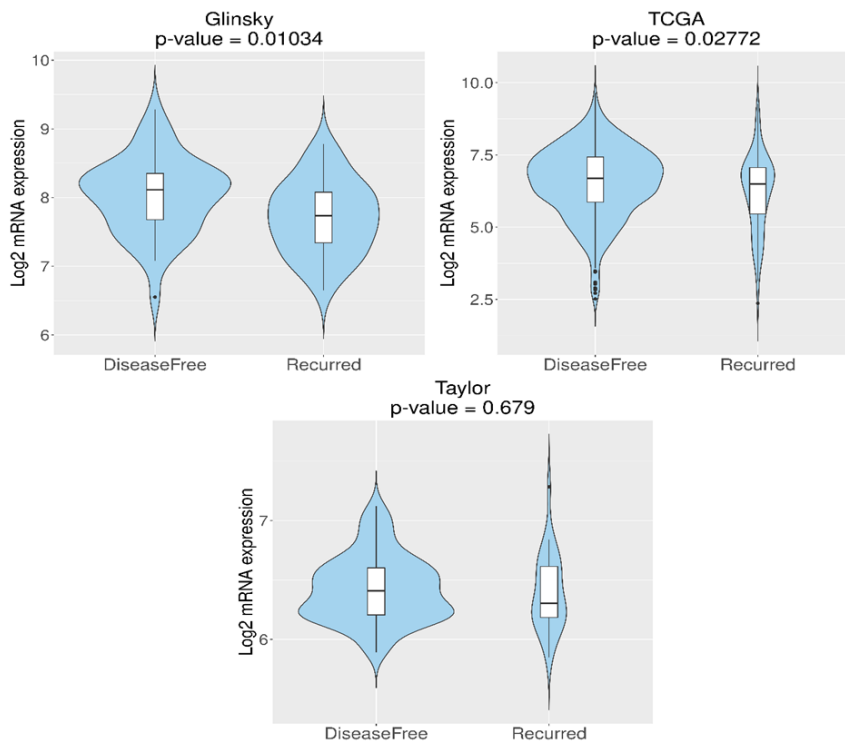 Glinsky
p-value = 0.01034
Log2 mRNA expression
10
9
8
7
6
DiseaseFree Recurred
TCGA
p-value = 0.02772
Log2 mRNA expression
10.0
7.5
5.0
2.5
DiseaseFree Recurred
Taylor
p-value = 0.679
Log2 mRNA expression
7
6
DiseaseFree Recurred